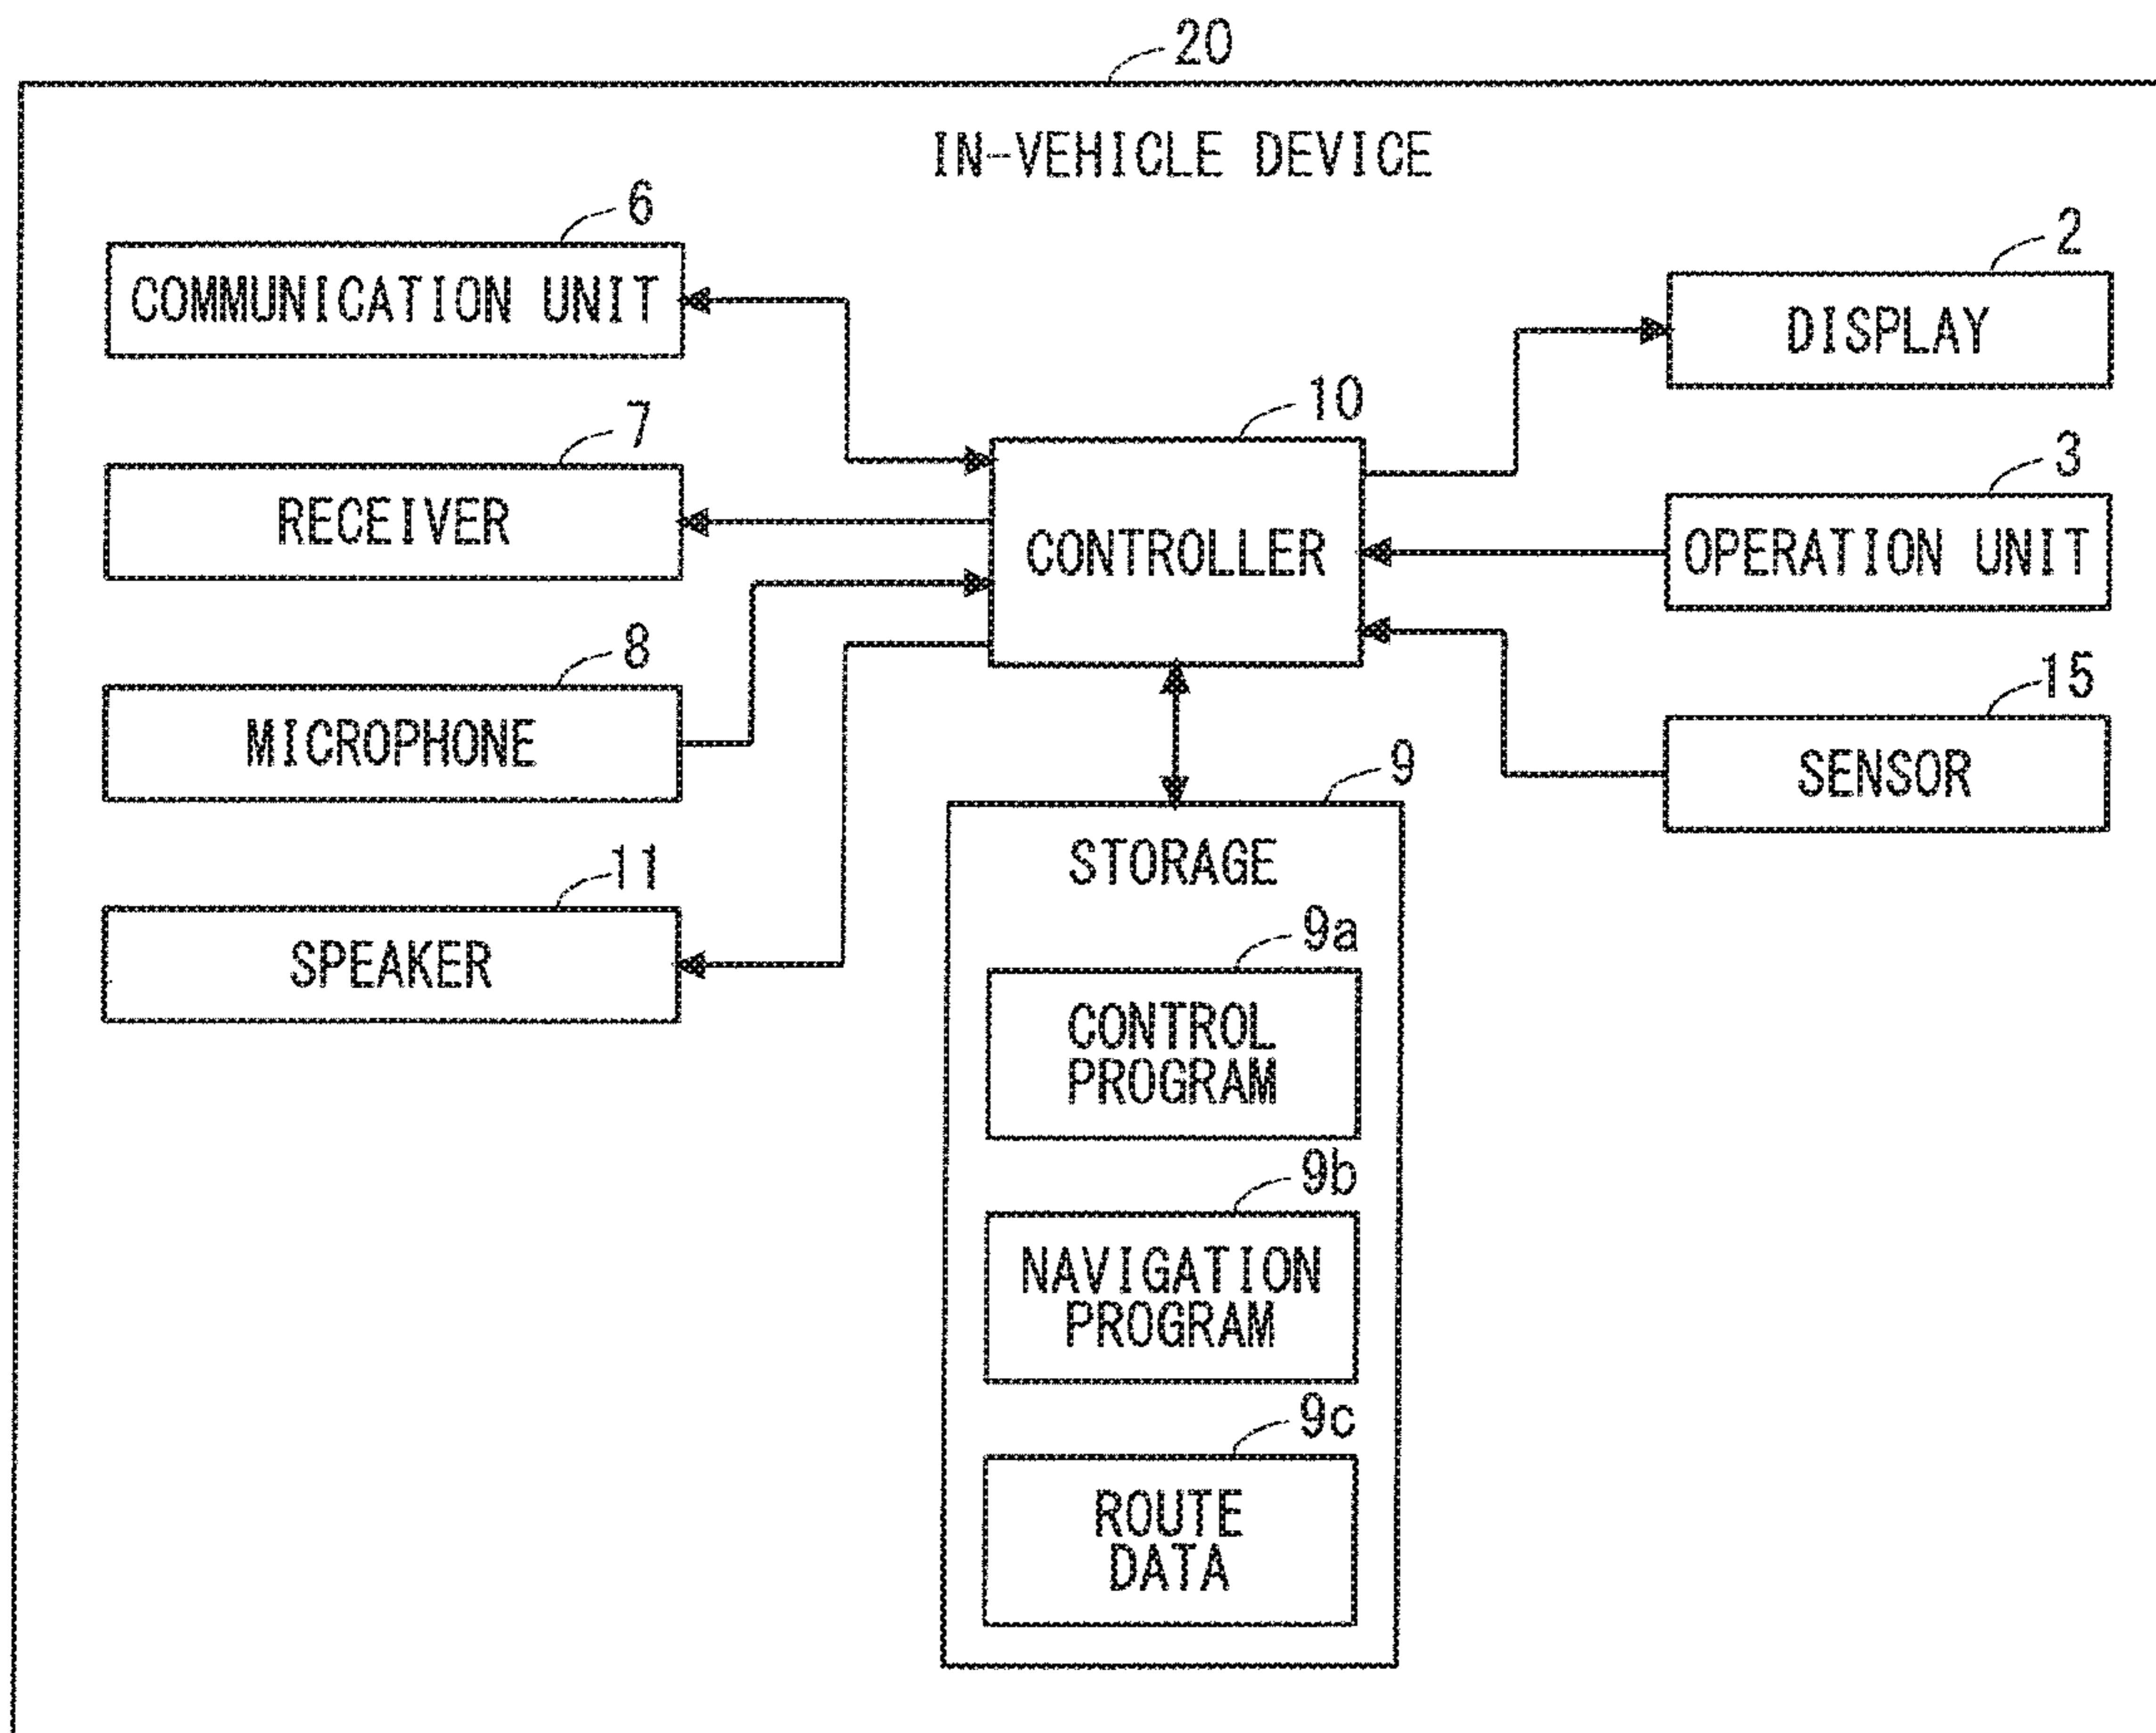 20
IN-VEHICLE DEVICE
6
COMMUNICATION UNIT
7
RECEIVER
8
MICROPHONE
11
SPEAKER
10
CONTROLLER
9
STORAGE
9a
CONTROL
PROGRAM
9b
NAVIGATION
PROGRAM
9c
ROUTE
DATA
2
DISPLAY
3
OPERATION UNIT
15
SENSOR